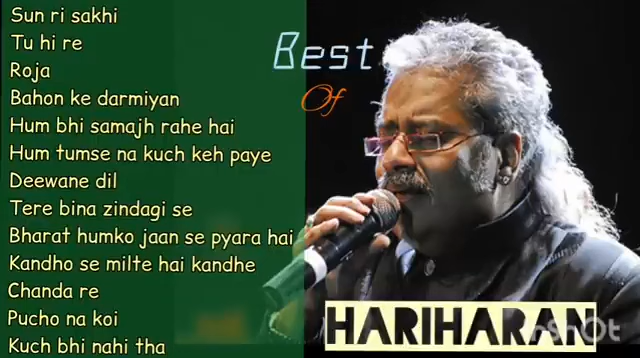 Sun ri sakhi
Tu hi re
Roja
Bahon ke darmiyan
Hum bhi samajh rahe hai
Hum tumse na kuch keh paye
Deewane dil
Tere bina zindagi se
Bharat humko jaan se pyara hai
Kandho se milte hai kandhe
Chanda re
Pucho na koi
Kuch bhi nahi tha
Best
Of
HARIHARAN